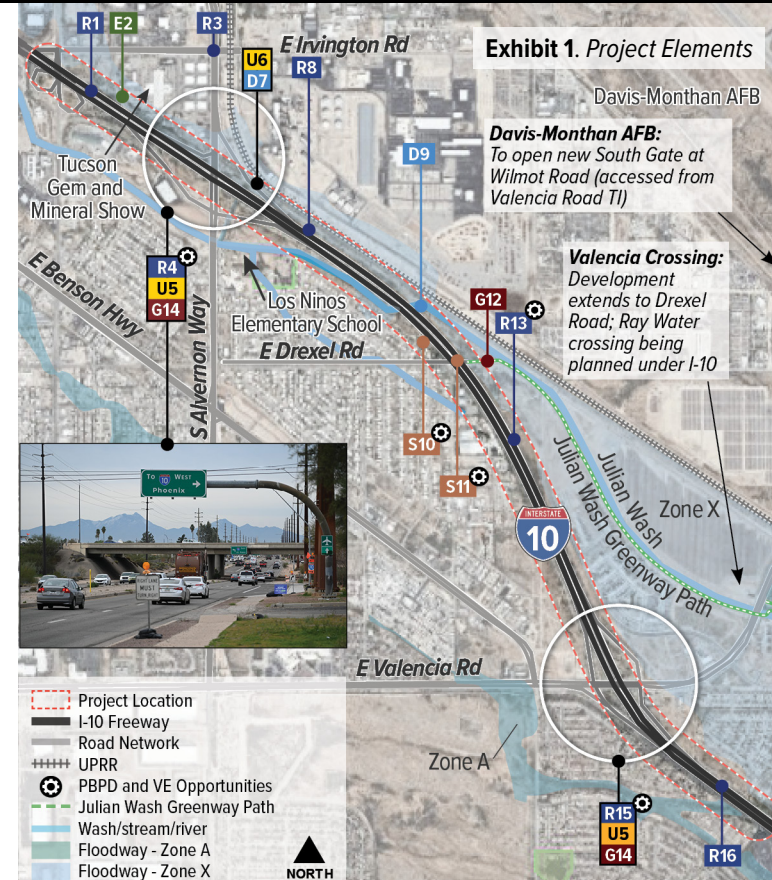 Exhibit 1. Project Elements
R1
E2
R3
E Irvington Rd
U6
D7
R8
Davis-Monthan AFB
Davis-Monthan AFB:
To open new South Gate at
Wilmot Road (accessed from
Valencia Road TI)
D9
Tucson
Gem and
Mineral Show
Valencia Crossing:
Development
extends to Drexel
Road; Ray Water
crossing being
planned under I-10
R4
U5
G14
E Benson Hwy
S Alvernon Way
Los Ninos
Elementary School
G12
R13
E Drexel Rd
S10
S11
TO 10 WEST
Phoenix
RIGHT LANE
MUST
TURN RIGHT
INTERSTATE
10
Julian Wash
Julian Wash Greenway Path
Zone X
E Valencia Rd
Zone A
R15
U5
G14
R16
Project Location
I-10 Freeway
Road Network
UPRR
PBPD and VE Opportunities
Julian Wash Greenway Path
Wash/stream/river
Floodway - Zone A
Floodway - Zone X
NORTH